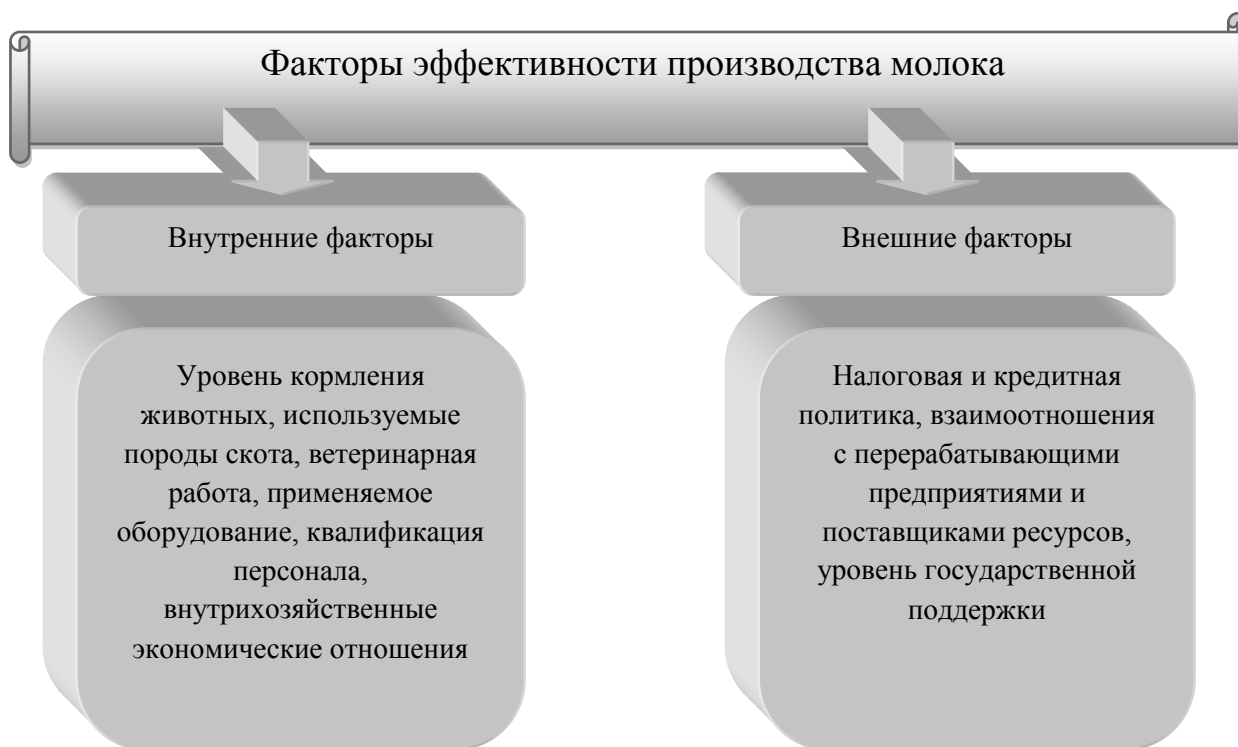 Факторы эффективности производства молока
Внутренние факторы
Внешние факторы
Уровень кормления
животных, используемые
породы скота, ветеринарная
работа, применяемое
оборудование, квалификация
персонала,
внутрихозяйственные
экономические отношения
Налоговая и кредитная
политика, взаимоотношения
с перерабатывающими
предприятиями и
поставщиками ресурсов,
уровень государственной
поддержки